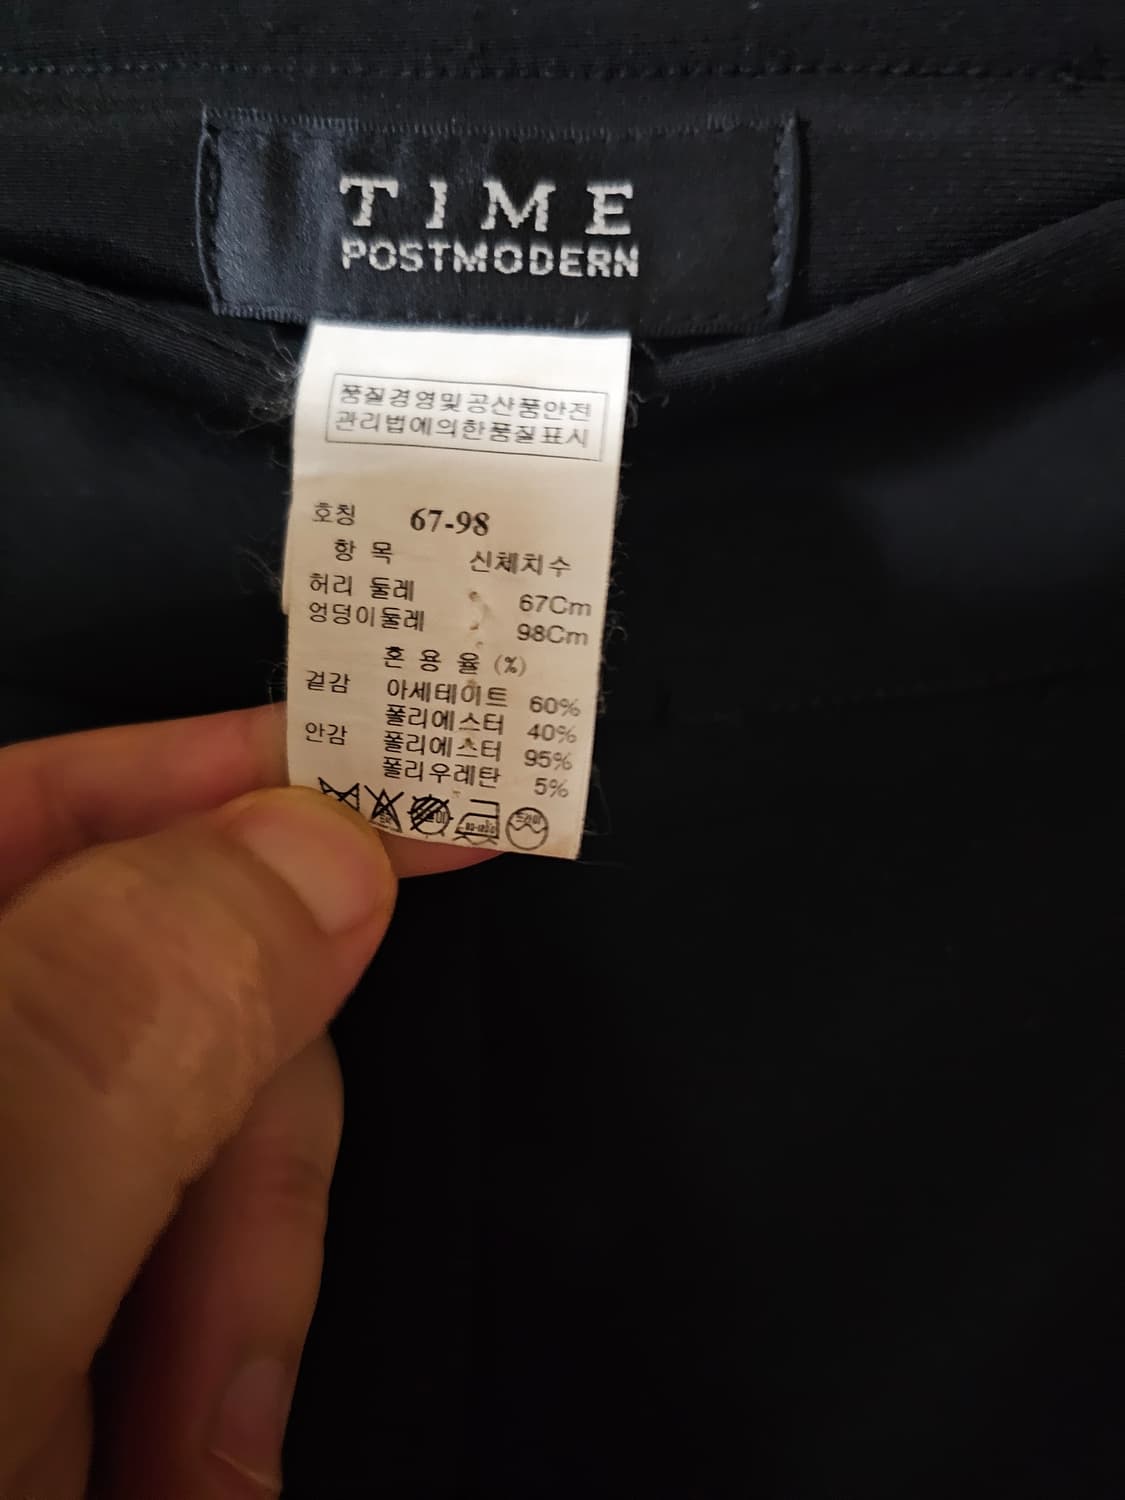 TIME
POSTMODERN
품질경영및공산품안전
관리법에의한품질표시
호칭 67-98
항 목 신체치수
허리 둘레 67Cm
엉덩이둘레 98Cm
혼 용 율 (%)
겉감 아세테이트 60%
폴리에스터 40%
안감 폴리에스터 95%
폴리우레탄 5%
드라이